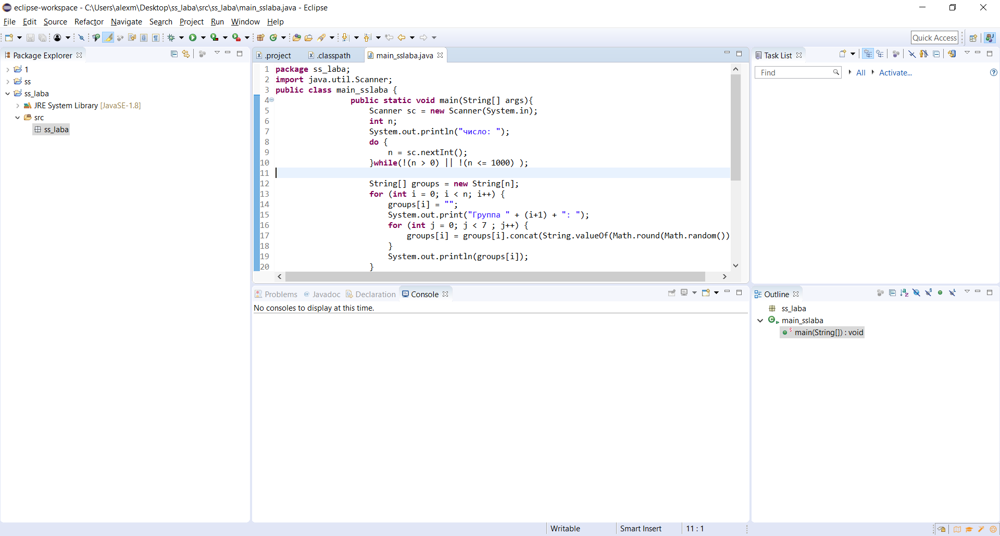 eclipse-workspace - C:\Users\alexm\Desktop\ss_laba\src\ss_laba\main_sslaba.java - Eclipse
File Edit Source Refactor Navigate Search Project Run Window Help
Quick Access
Package Explorer
1
ss
ss_laba
JRE System Library [JavaSE-1.8]
src
ss_laba
.project .classpath main_sslaba.java
1 package ss_laba;
2 import java.util.Scanner;
3 public class main_sslaba {
4 public static void main(String[] args){
5 Scanner sc = new Scanner(System.in);
6 int n;
7 System.out.println("число: ");
8 do {
9 n = sc.nextInt();
10 }while(!(n > 0) || !(n <= 1000) );
11
12 String[] groups = new String[n];
13 for (int i = 0; i < n; i++) {
14 groups[i] = "";
15 System.out.print("Группа " + (i+1) + ": ");
16 for (int j = 0; j < 7 ; j++) {
17 groups[i] = groups[i].concat(String.valueOf(Math.round(Math.random())
18 }
19 System.out.println(groups[i]);
20 }
Problems @ Javadoc Declaration Console
No consoles to display at this time.
Task List
Find All Activate...
Outline
ss_laba
main_sslaba
main(String[]) : void
Writable Smart Insert 11 : 1